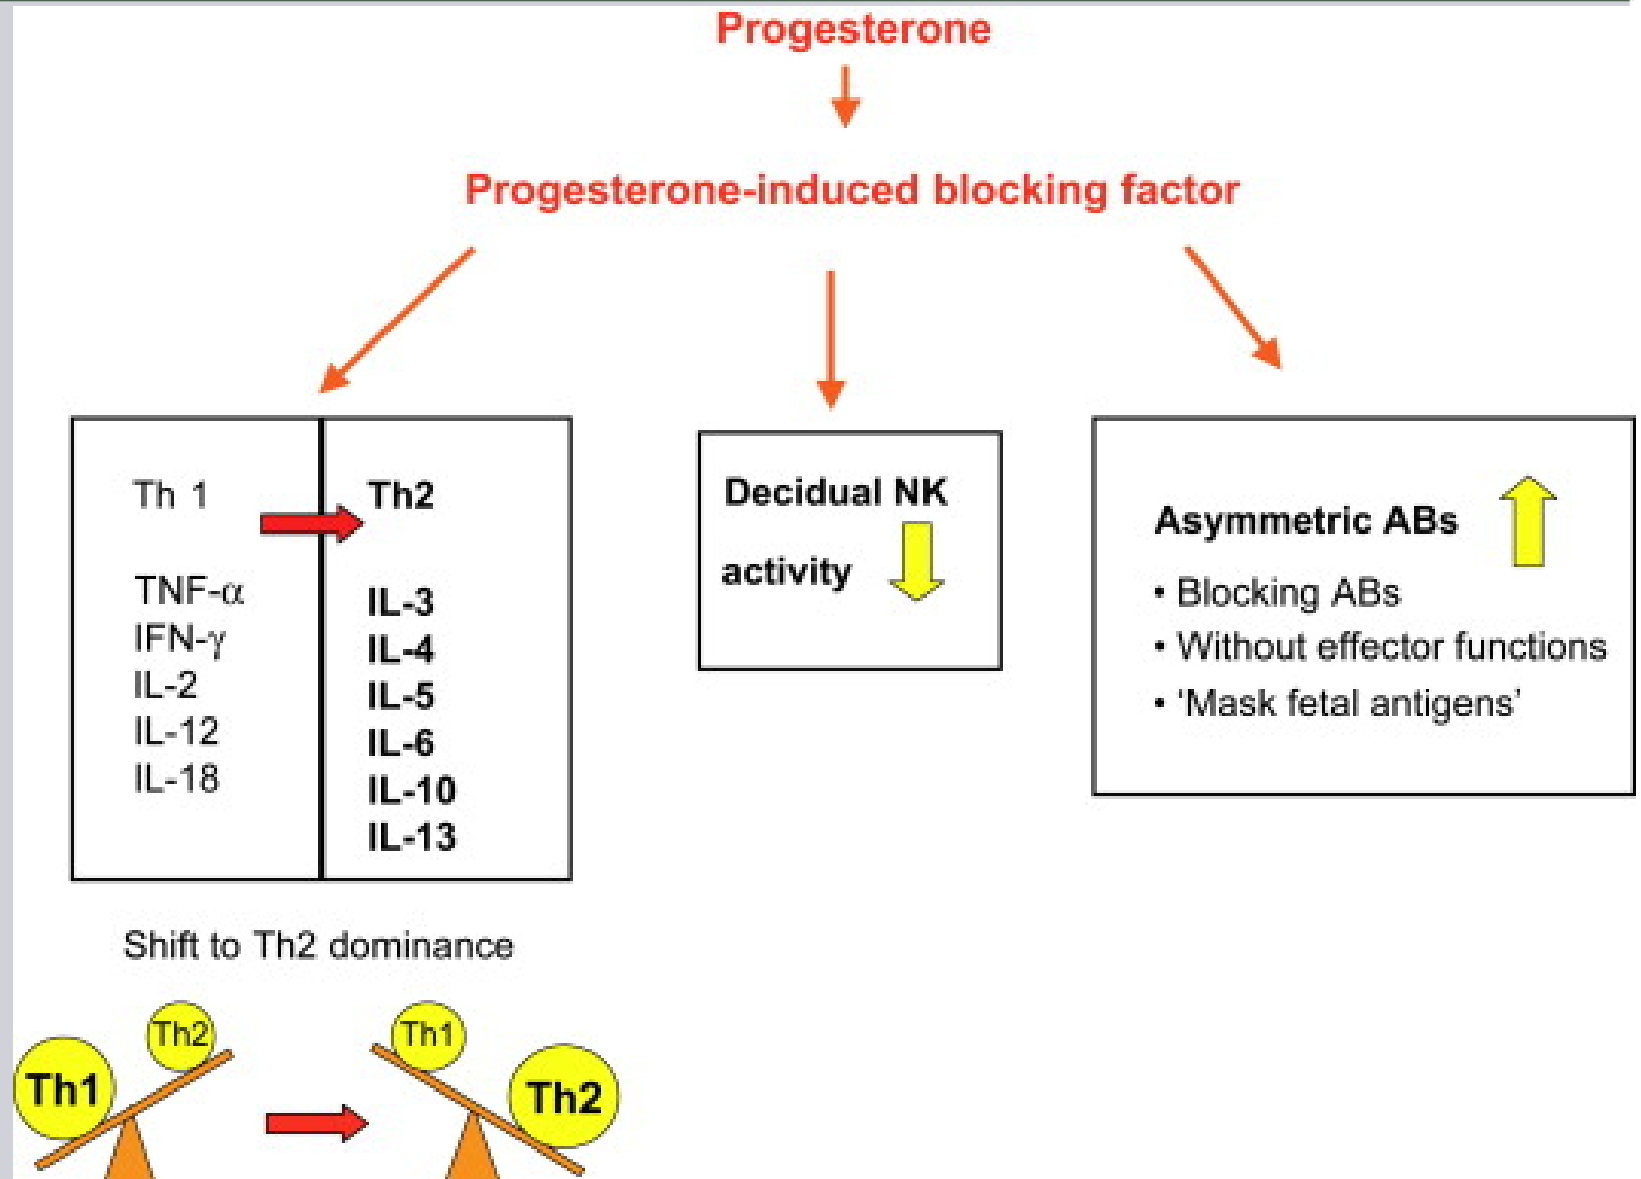 Progesterone
Progesterone-induced blocking factor
Th 1
TNF-α
IFN-γ
IL-2
IL-12
IL-18
Th2
IL-3
IL-4
IL-5
IL-6
IL-10
IL-13
Decidual NK
activity
Asymmetric ABs
• Blocking ABs
• Without effector functions
• ‘Mask fetal antigens’
Shift to Th2 dominance
Th1
Th2
Th1
Th2